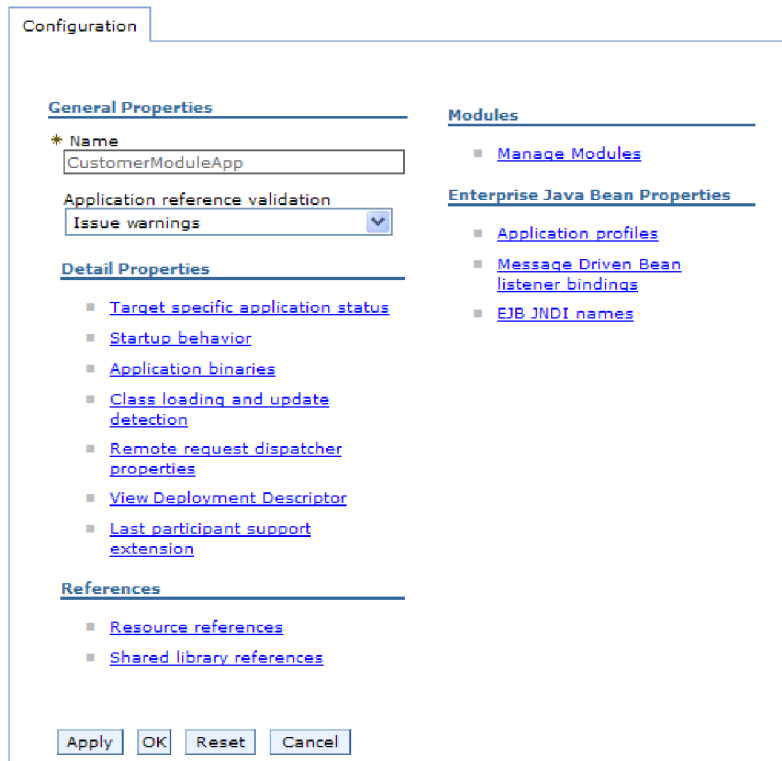 Configuration
General Properties
* Name
CustomerModuleApp
Application reference validation
Issue warnings
Detail Properties
Target specific application status
Startup behavior
Application binaries
Class loading and update
detection
Remote request dispatcher
properties
View Deployment Descriptor
Last participant support
extension
References
Resource references
Shared library references
Modules
Manage Modules
Enterprise Java Bean Properties
Application profiles
Message Driven Bean
listener bindings
EJB JNDI names
Apply OK Reset Cancel